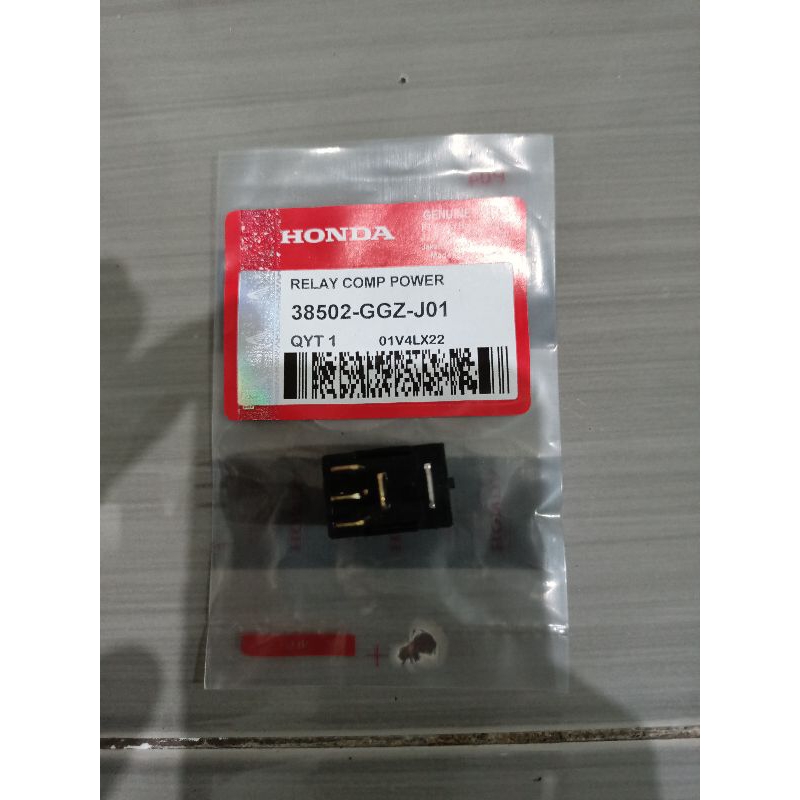 HONDA
GENUINE
RELAY COMP POWER
38502-GGZ-J01
QYT 1 01V4LX22